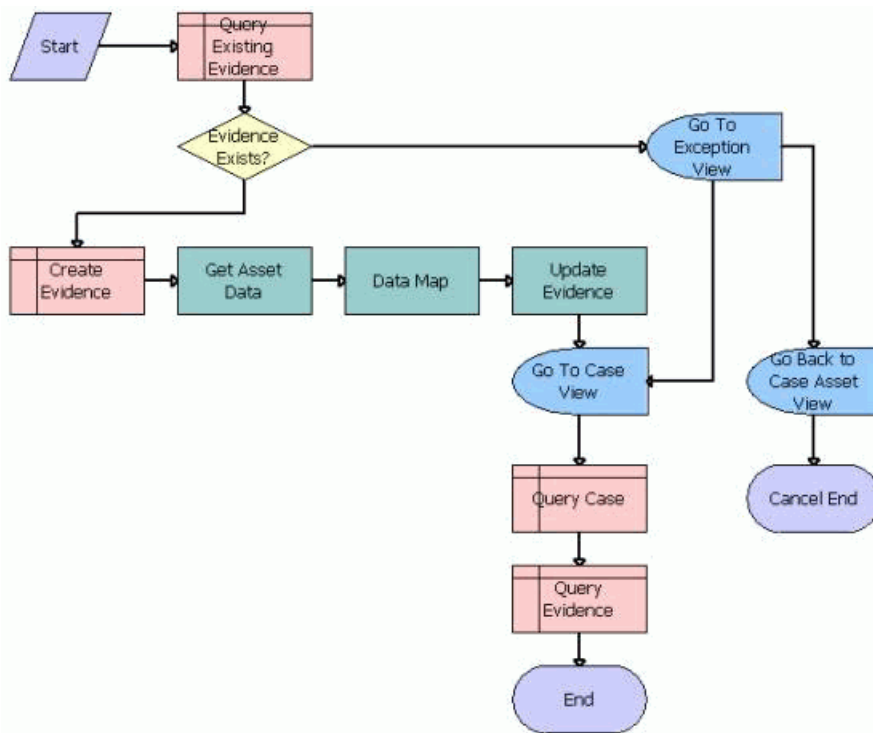 Start
Query
Existing
Evidence
Evidence
Exists?
Go To
Exception
View
Create
Evidence
Get Asset
Data
Data Map
Update
Evidence
Go To Case
View
Go Back to
Case Asset
View
Query Case
Cancel End
Query
Evidence
End